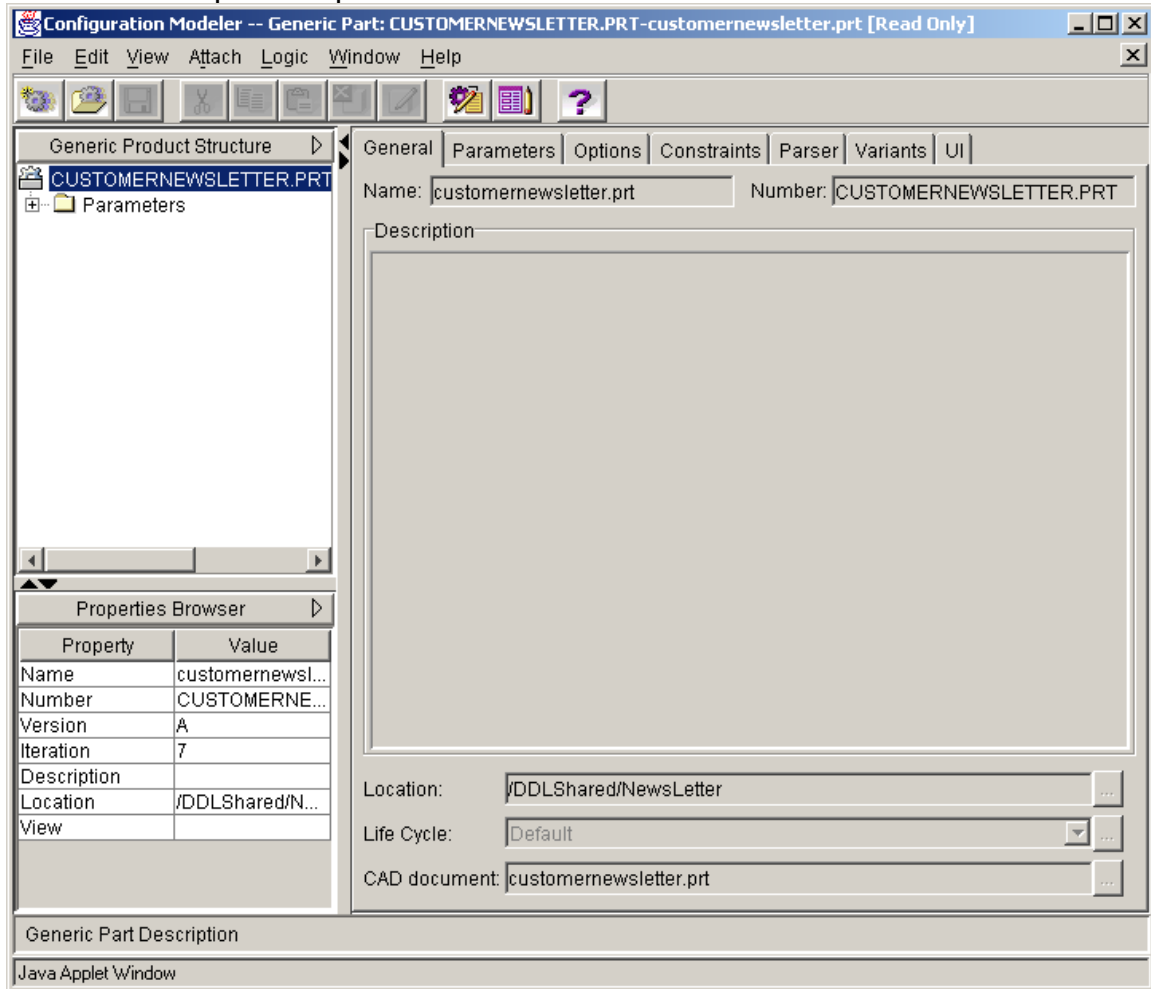 Configuration Modeler -- Generic Part: CUSTOMERNEWSLETTER.PRT-customernewsletter.prt [Read Only]
File Edit View Attach Logic Window Help
Generic Product Structure
CUSTOMERNEWSLETTER.PRT
Parameters
General Parameters Options Constraints Parser Variants UI
Name: customernewsletter.prt Number: CUSTOMERNEWSLETTER.PRT
Description
Properties Browser
Property Value
Name customernewsl...
Number CUSTOMERNE...
Version A
Iteration 7
Description
Location /DDLShared/N...
View
Location: /DDLShared/NewsLetter ...
Life Cycle: Default ...
CAD document: customernewsletter.prt ...
Generic Part Description
Java Applet Window